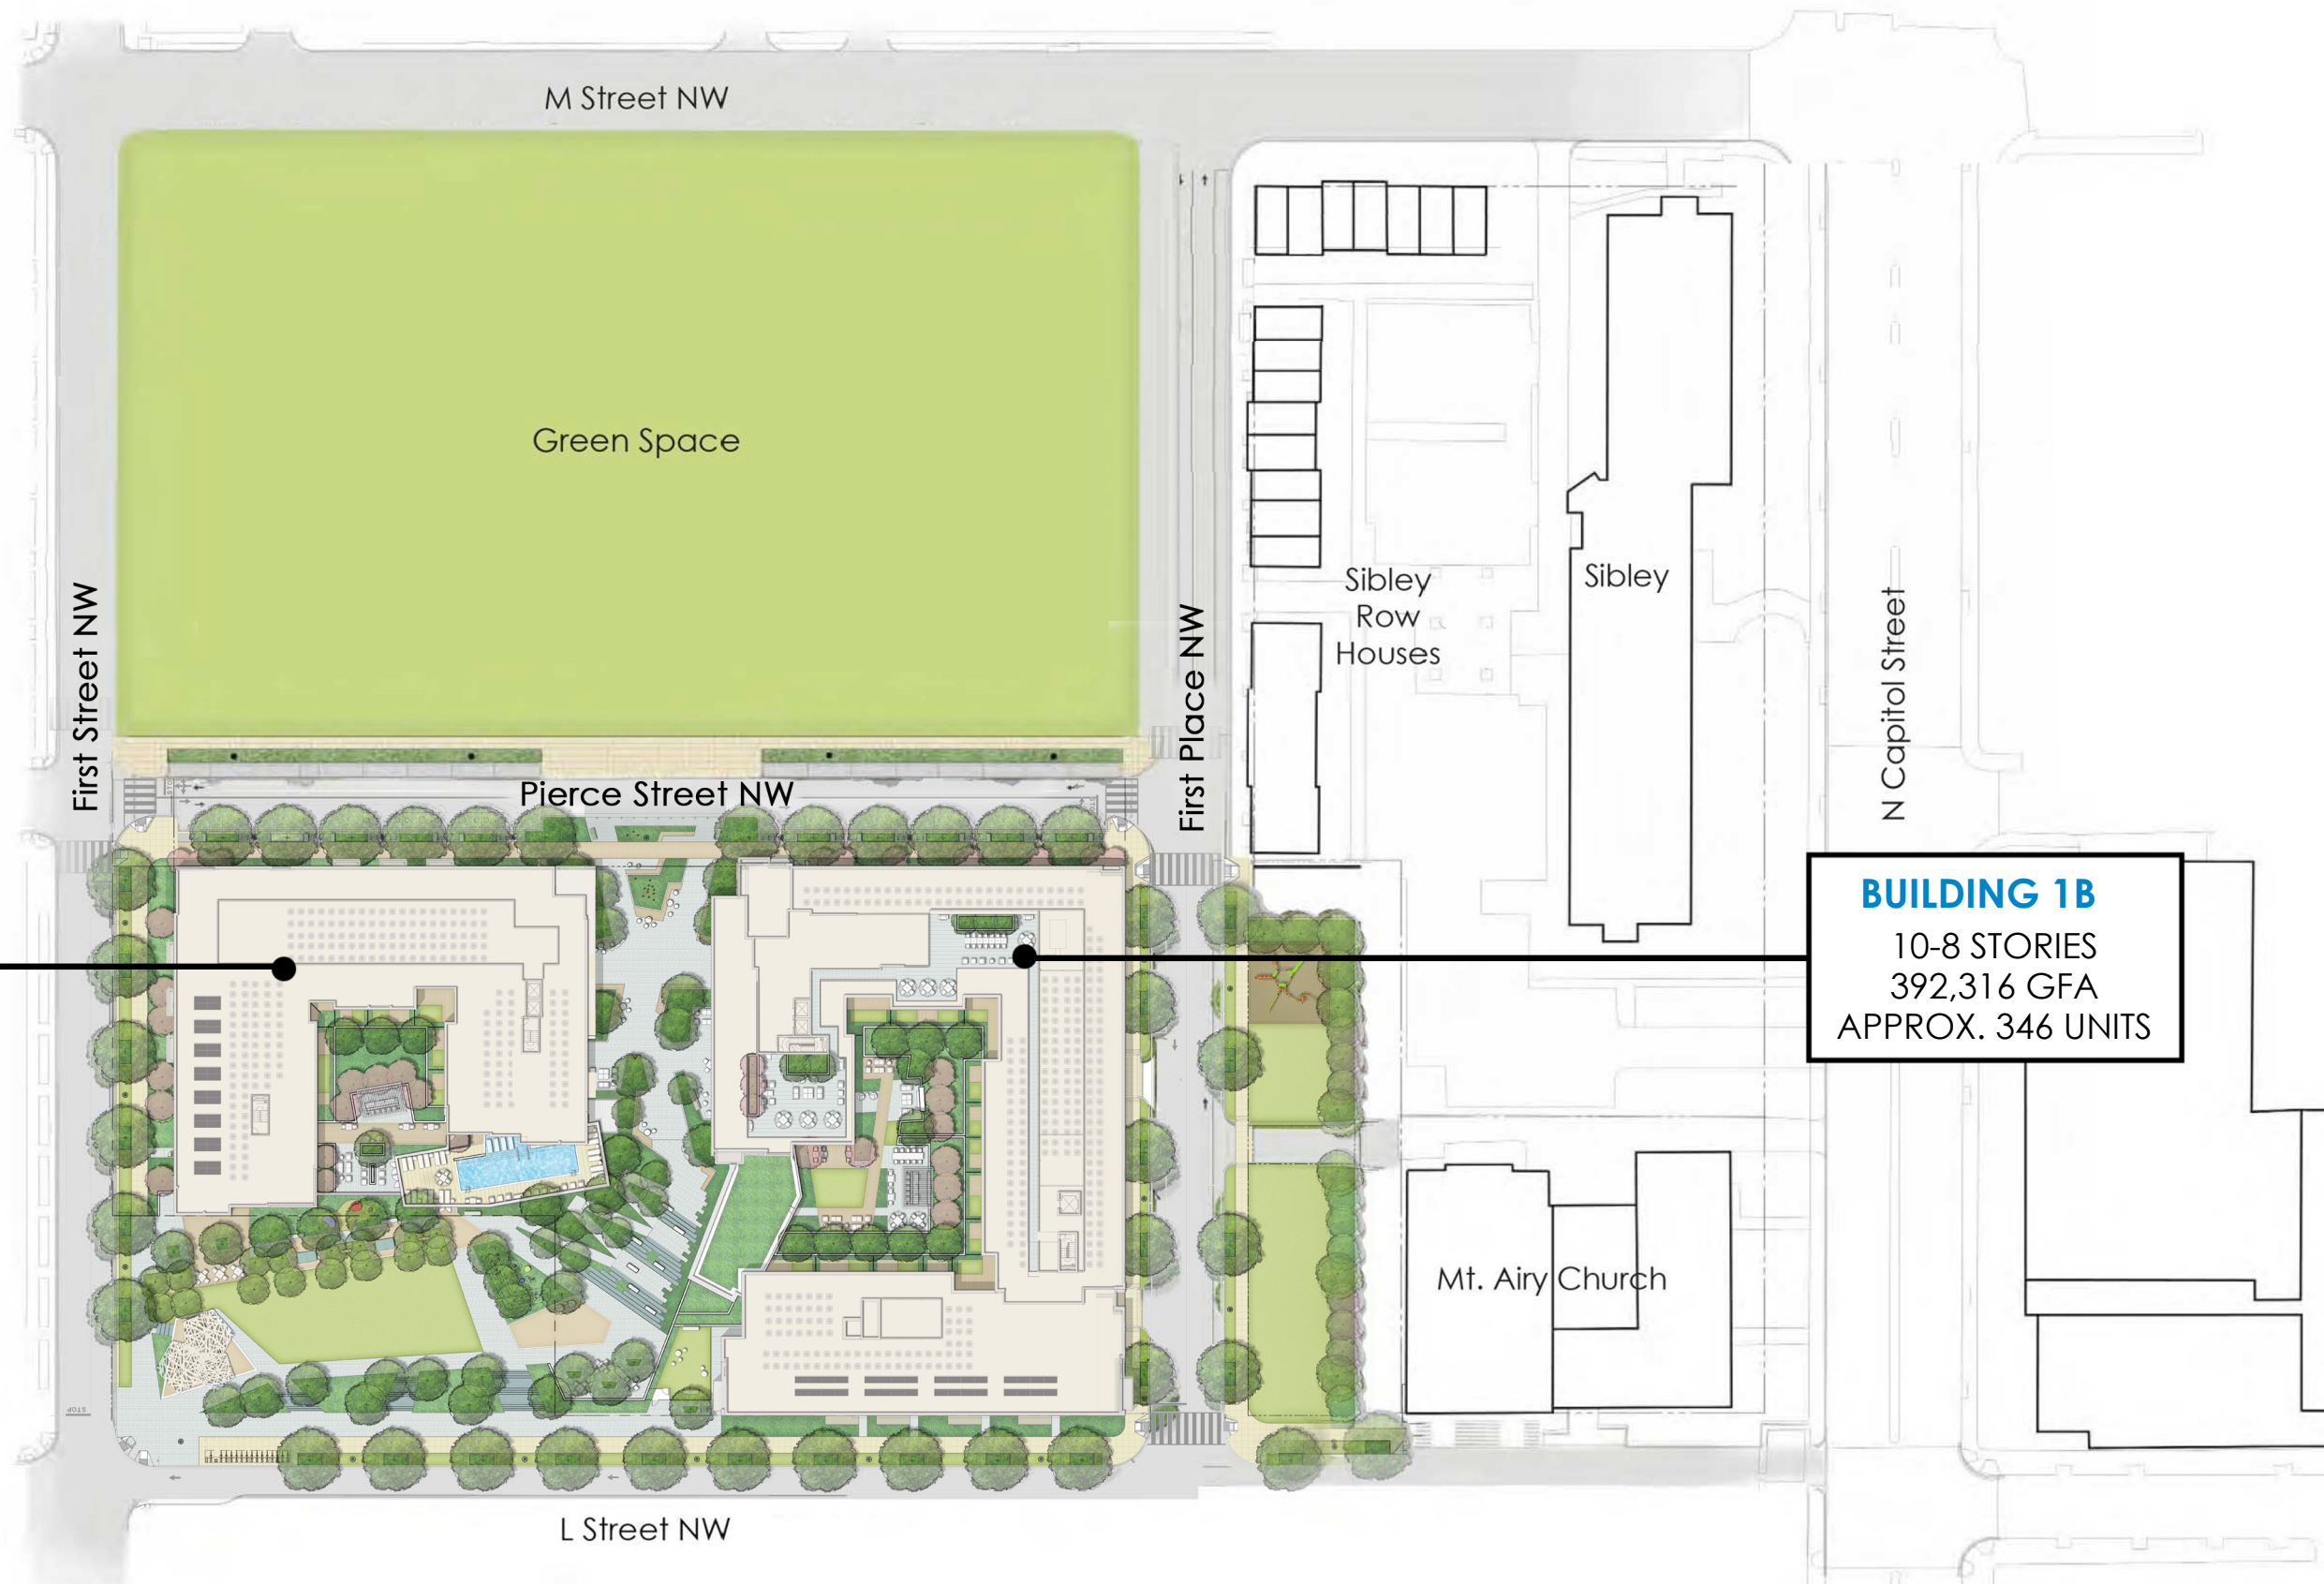 M Street NW
Green Space
First Street NW
First Place NW
Sibley
Row
Houses
Sibley
N Capitol Street
Pierce Street NW
BUILDING 1B
10-8 STORIES
392,316 GFA
APPROX. 346 UNITS
Mt. Airy Church
STOP
L Street NW